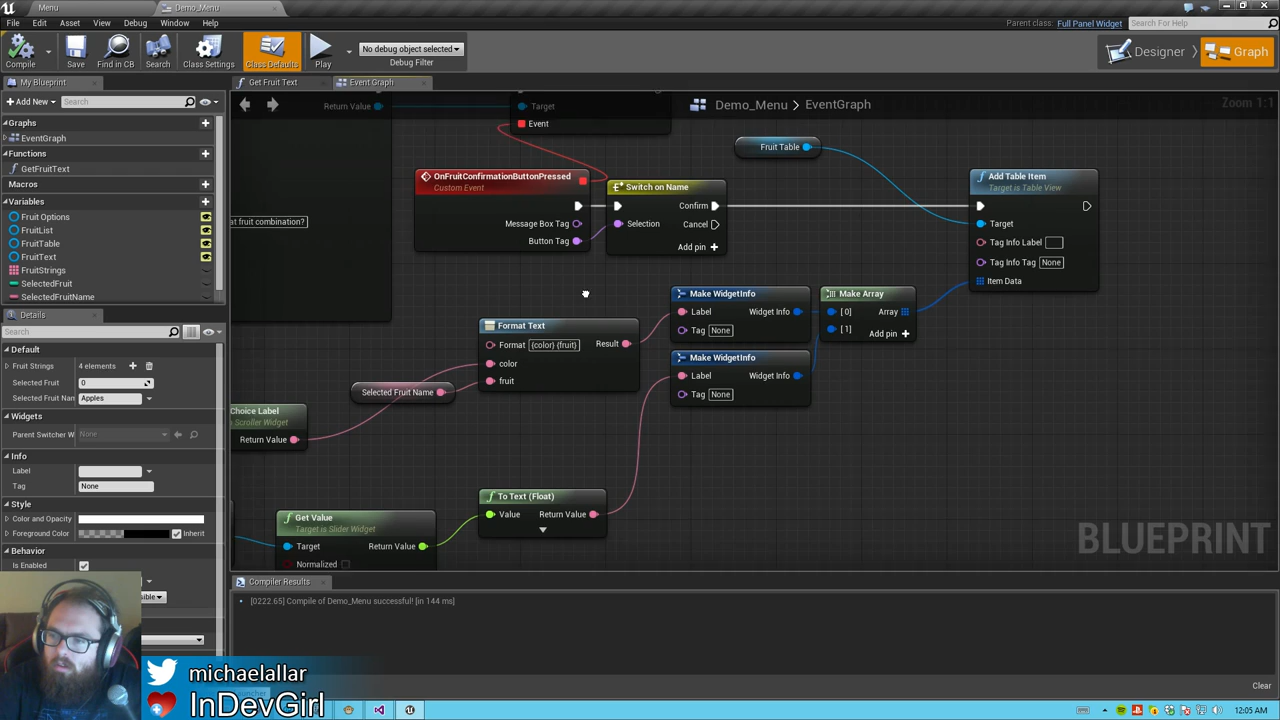 Menu
Demo_Menu
File Edit Asset View Debug Window Help
Parent class: Full Panel Widget
Search For Help
Compile
Save
Find in CB
Search
Class Settings
Class Defaults
Play
No debug object selected
Debug Filter
Designer
Graph
My Blueprint
Get Fruit Text
Event Graph
Add New
Search
Demo_Menu > EventGraph
Zoom 1:1
Graphs
EventGraph
Functions
GetFruitText
Macros
Variables
Fruit Options
FruitList
FruitTable
FruitText
FruitStrings
SelectedFruit
SelectedFruitName
Details
Search
Default
Fruit Strings 4 elements
Selected Fruit 0
Selected Fruit Nam Apples
Widgets
Parent Switcher W None
Info
Label
Tag None
Style
Color and Opacity
Foreground Color Inherit
Behavior
Is Enabled
Return Value
Target
Event
at fruit combination?
OnFruitConfirmationButtonPressed
Custom Event
Message Box Tag
Button Tag
Switch on Name
Confirm
Selection Cancel
Add pin
Fruit Table
Add Table Item
Target is Table View
Target
Tag Info Label
Tag Info Tag None
Item Data
Make WidgetInfo
Label Widget Info
Tag None
Make Array
[0] Array
[1] Add pin
Make WidgetInfo
Label Widget Info
Tag None
Format Text
Format {color} {fruit} Result
color
fruit
Selected Fruit Name
Choice Label
Scroller Widget
Return Value
To Text (Float)
Value Return Value
Get Value
Target is Slider Widget
Target Return Value
Normalized
BLUEPRINT
Compiler Results
[0222.65] Compile of Demo_Menu successful! [in 144 ms]
Clear
michaelallar
InDevGirl
12:05 AM